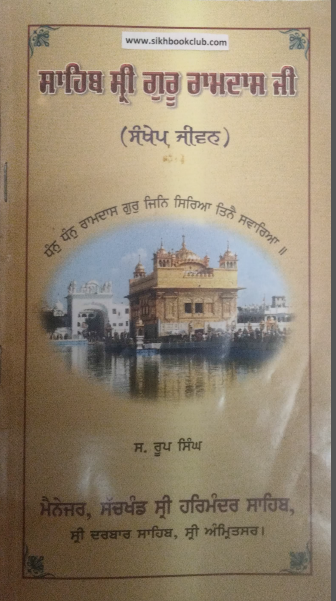 www.sikhbookclub.com
ਸਾਹਿਬ ਸ੍ਰੀ ਗੁਰੂ ਰਾਮਦਾਸ ਜੀ
(ਸੰਖੇਪ ਜੀਵਨ)
ਧੰਨੁ ਧੰਨੁ ਰਾਮਦਾਸ ਗੁਰੁ ਜਿਨਿ ਸਿਰਿਆ ਤਿਨੈ ਸਵਾਰਿਆ ॥
ਸ. ਰੂਪ ਸਿੰਘ
ਮੈਨੇਜਰ, ਸੱਚਖੰਡ ਸ੍ਰੀ ਹਰਿਮੰਦਰ ਸਾਹਿਬ,
ਸ੍ਰੀ ਦਰਬਾਰ ਸਾਹਿਬ, ਸ੍ਰੀ ਅੰਮ੍ਰਿਤਸਰ।